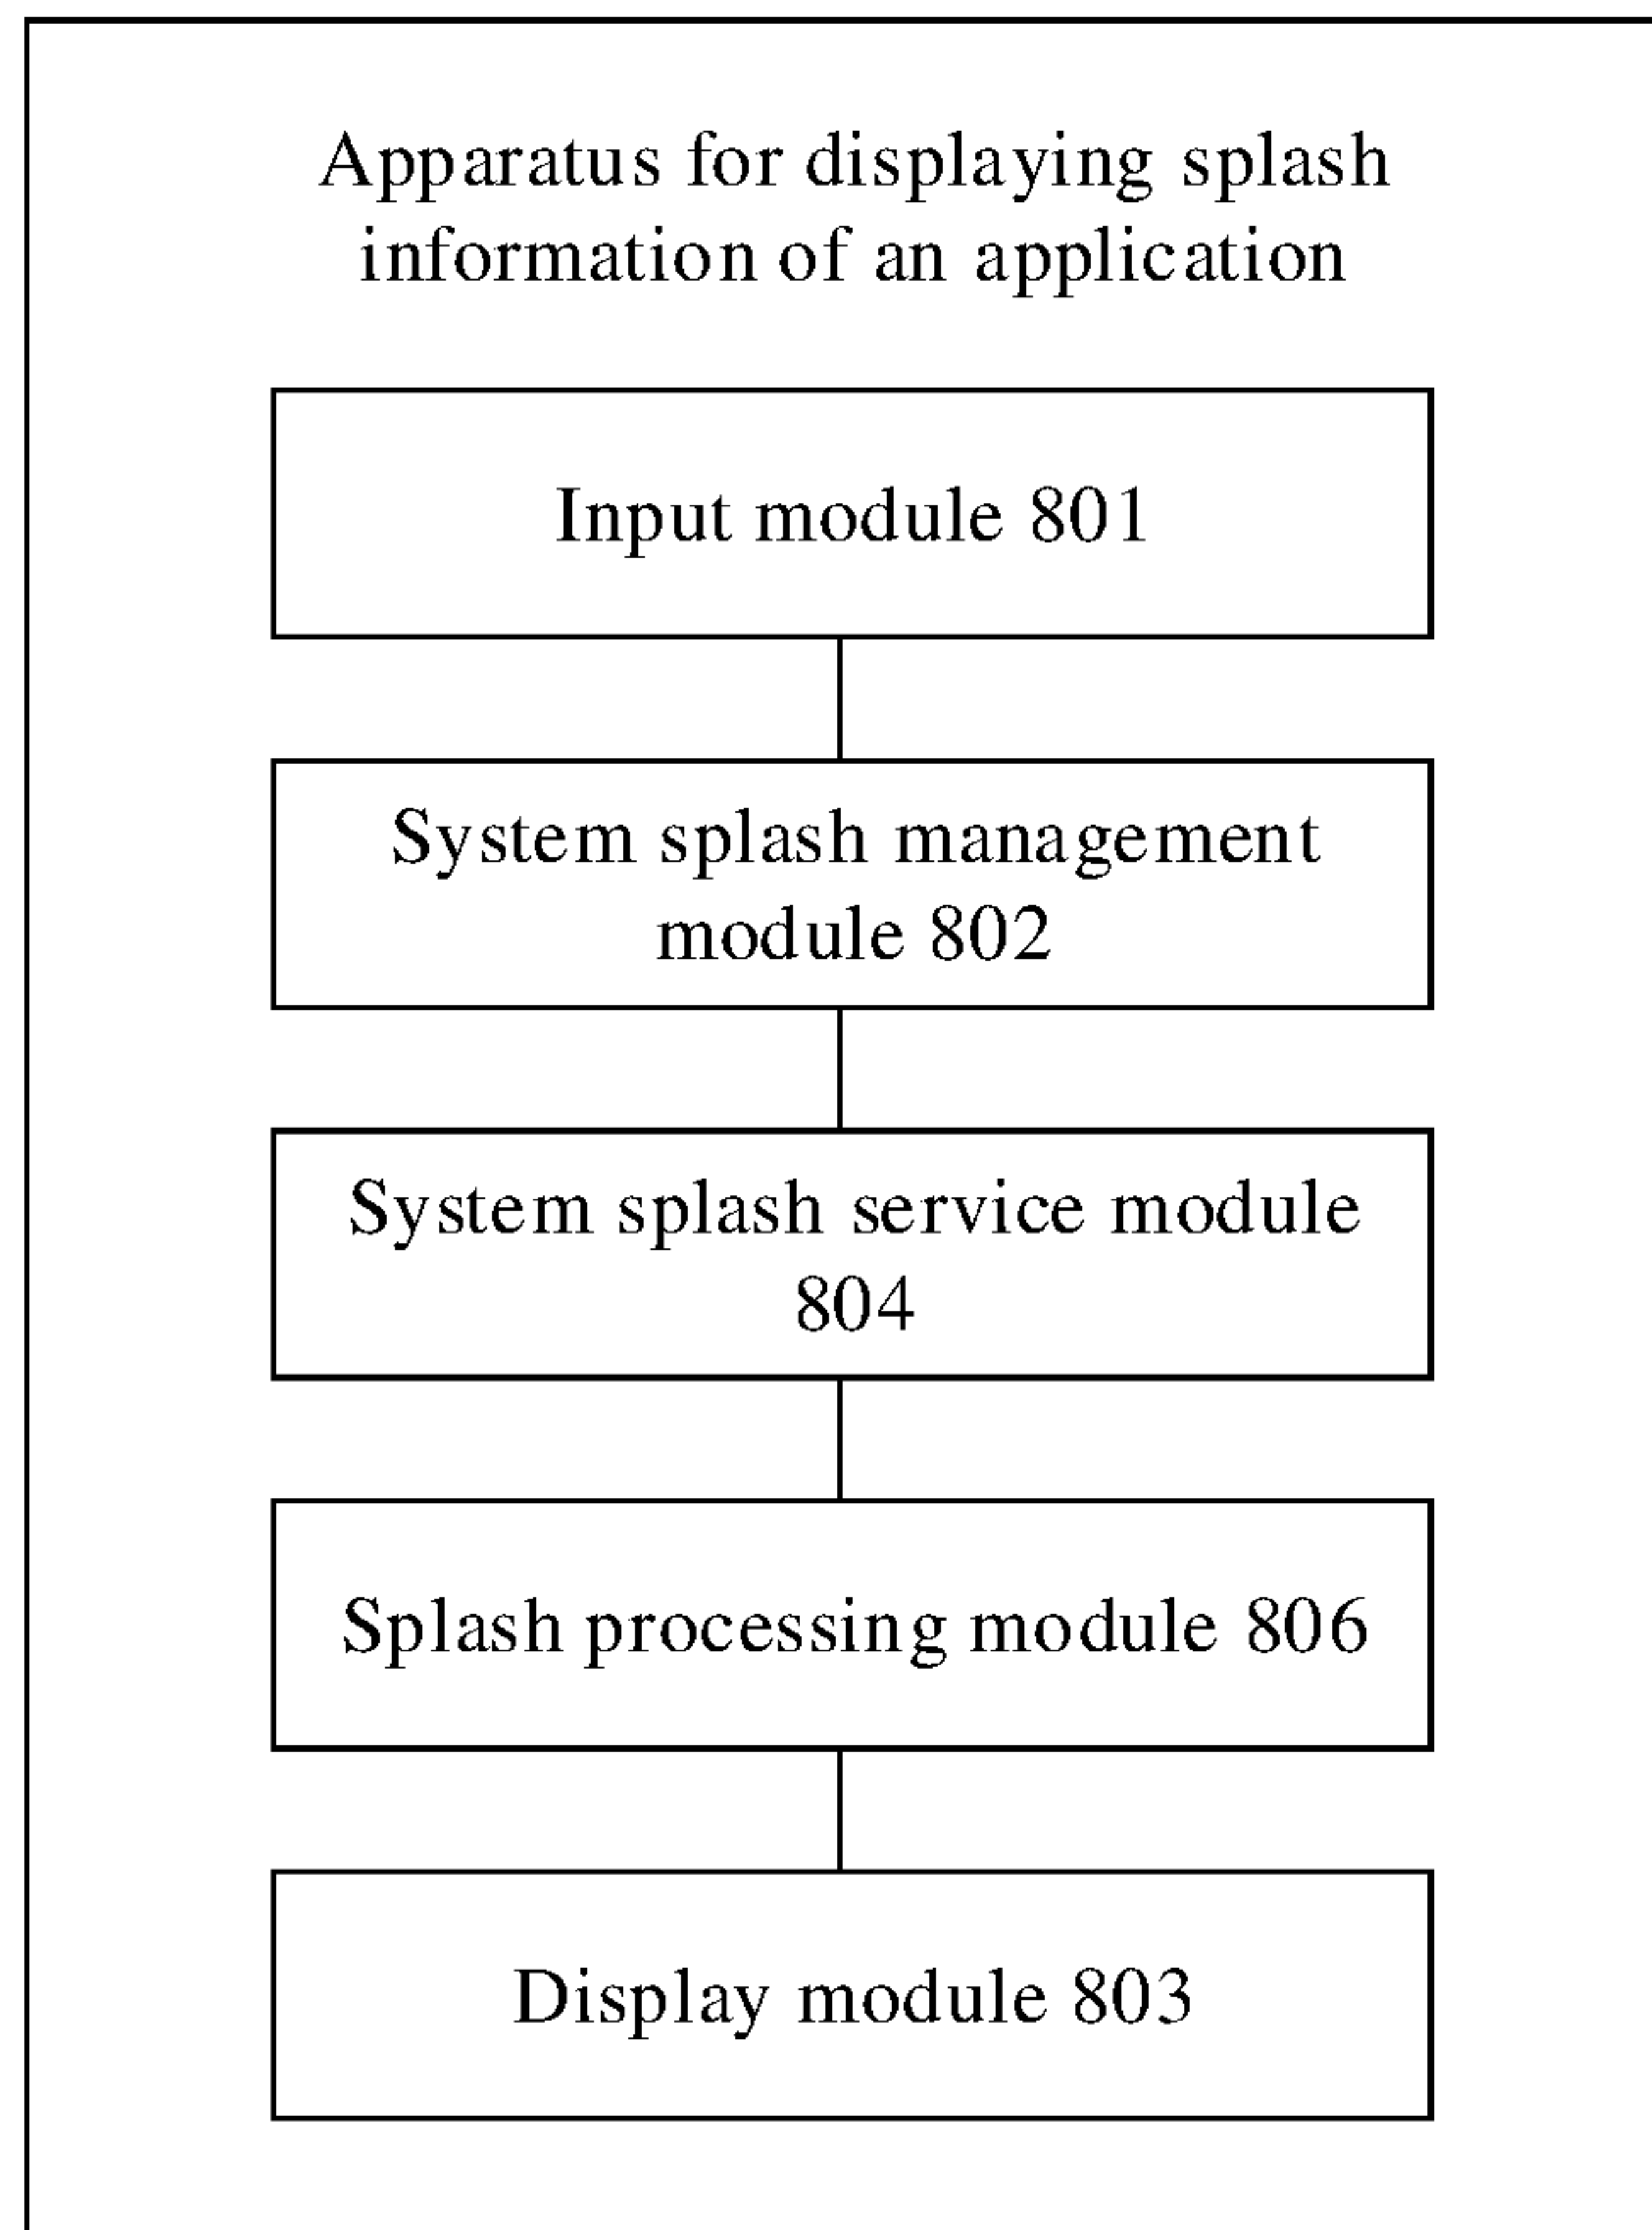 Apparatus for displaying splash
information of an application
Input module 801
System splash management
module 802
System splash service module
804
Splash processing module 806
Display module 803